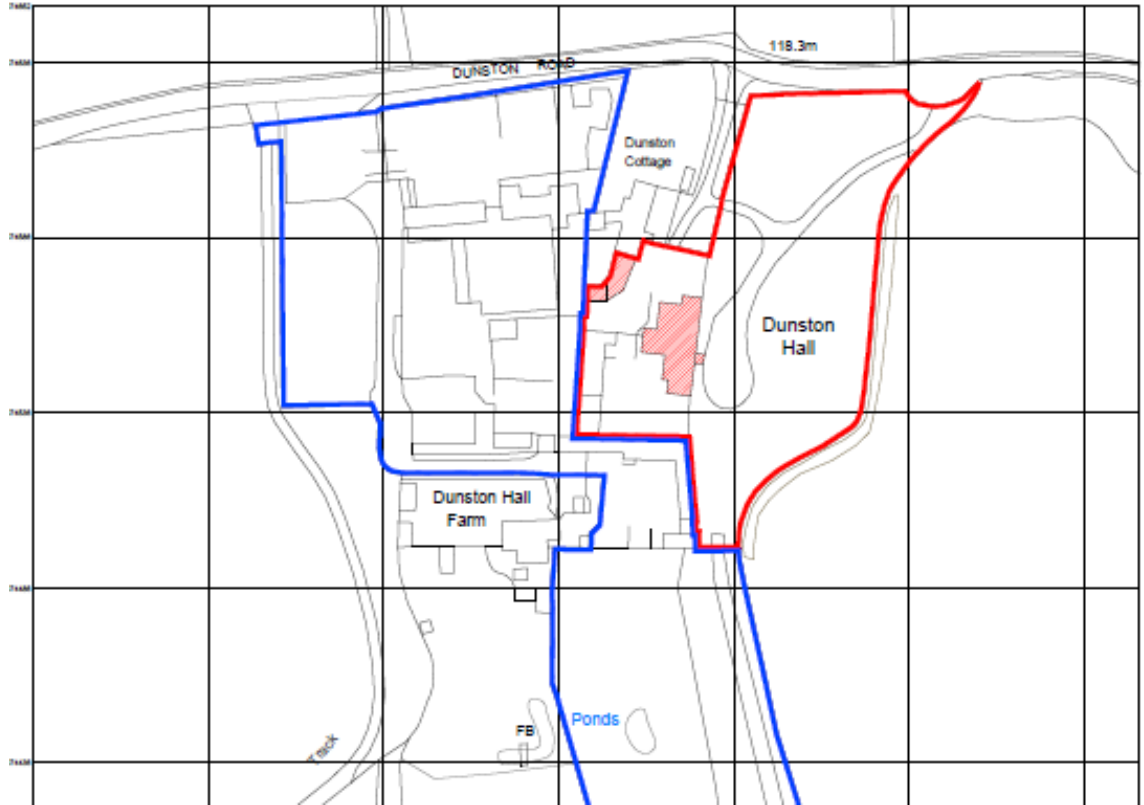 118.3m
DUNSTON ROAD
Dunston
Cottage
Dunston
Hall
Dunston Hall
Farm
Ponds
FB
Track